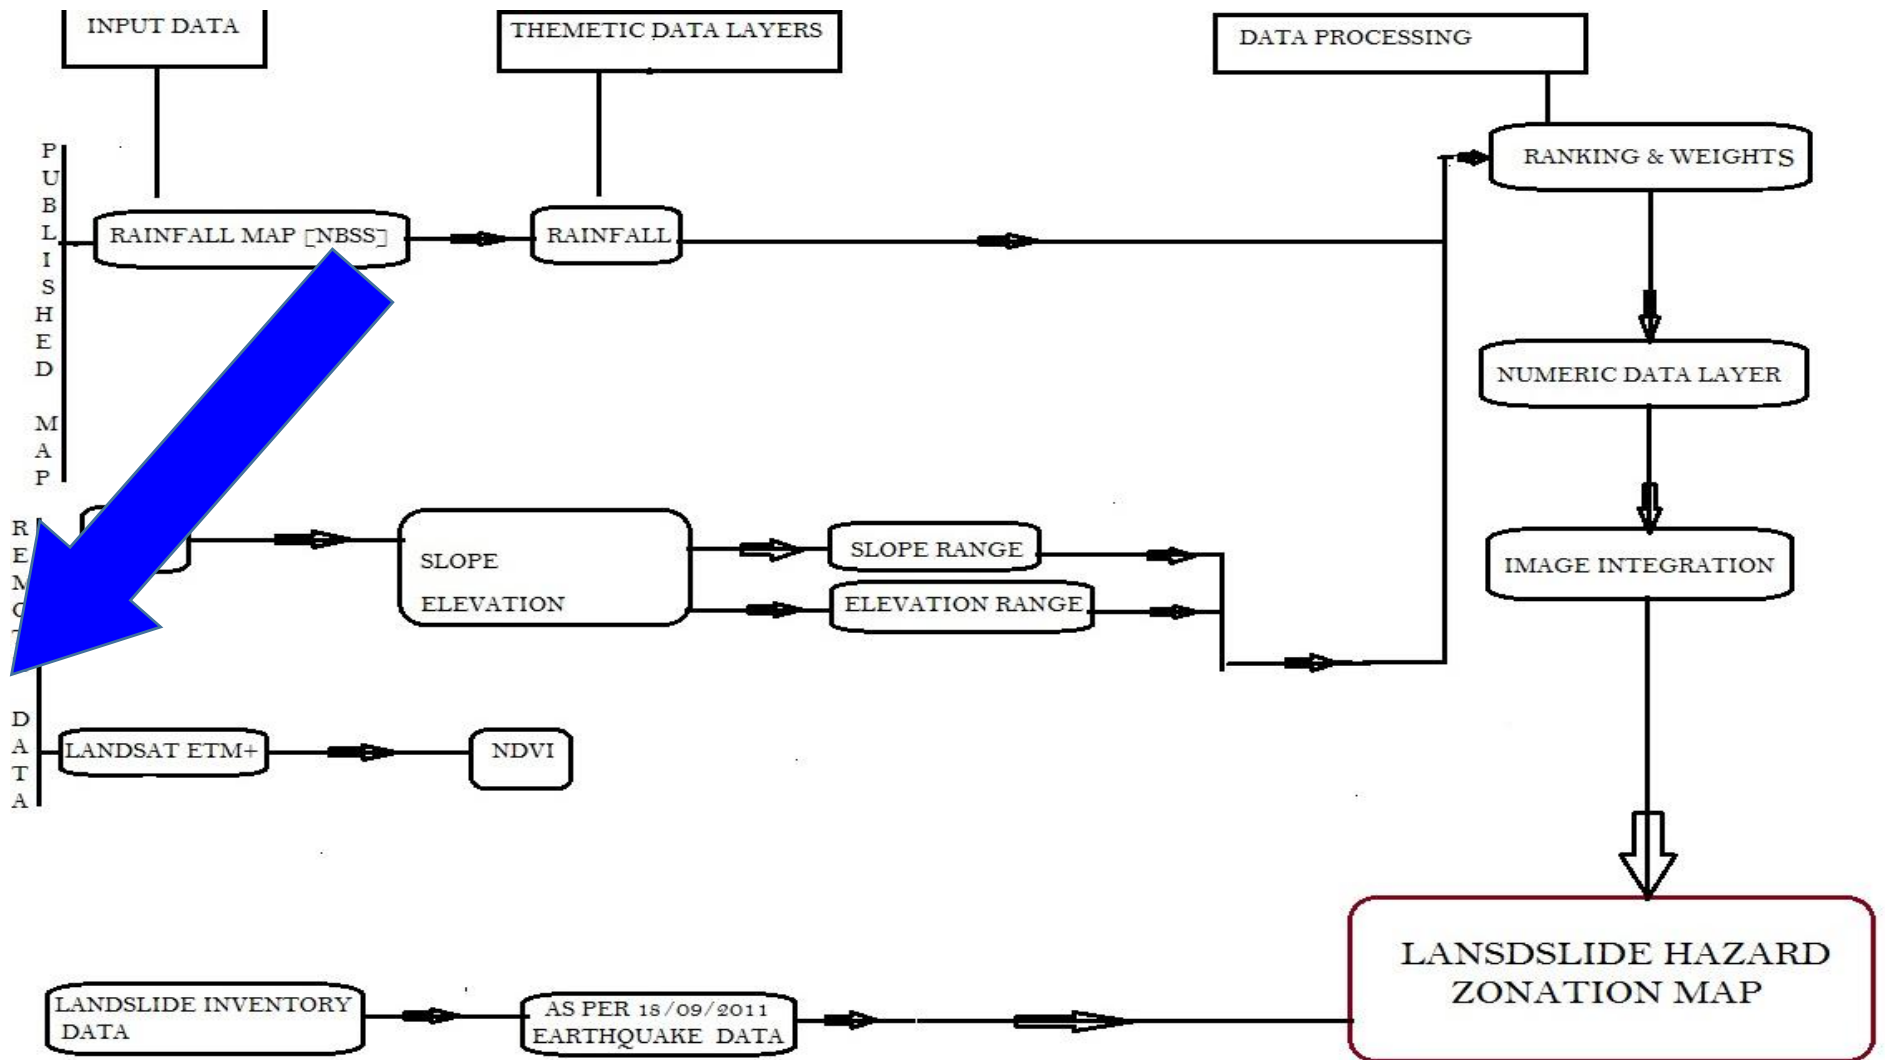 INPUT DATA
THEMETIC DATA LAYERS
DATA PROCESSING
PUBLISHED MAP
RANKING & WEIGHTS
RAINFALL MAP [NBSS]
RAINFALL
NUMERIC DATA LAYER
SLOPE
ELEVATION
SLOPE RANGE
ELEVATION RANGE
IMAGE INTEGRATION
DATA
LANDSAT ETM+
NDVI
LANSDSLIDE HAZARD
ZONATION MAP
LANDSLIDE INVENTORY
DATA
AS PER 18/09/2011
EARTHQUAKE DATA